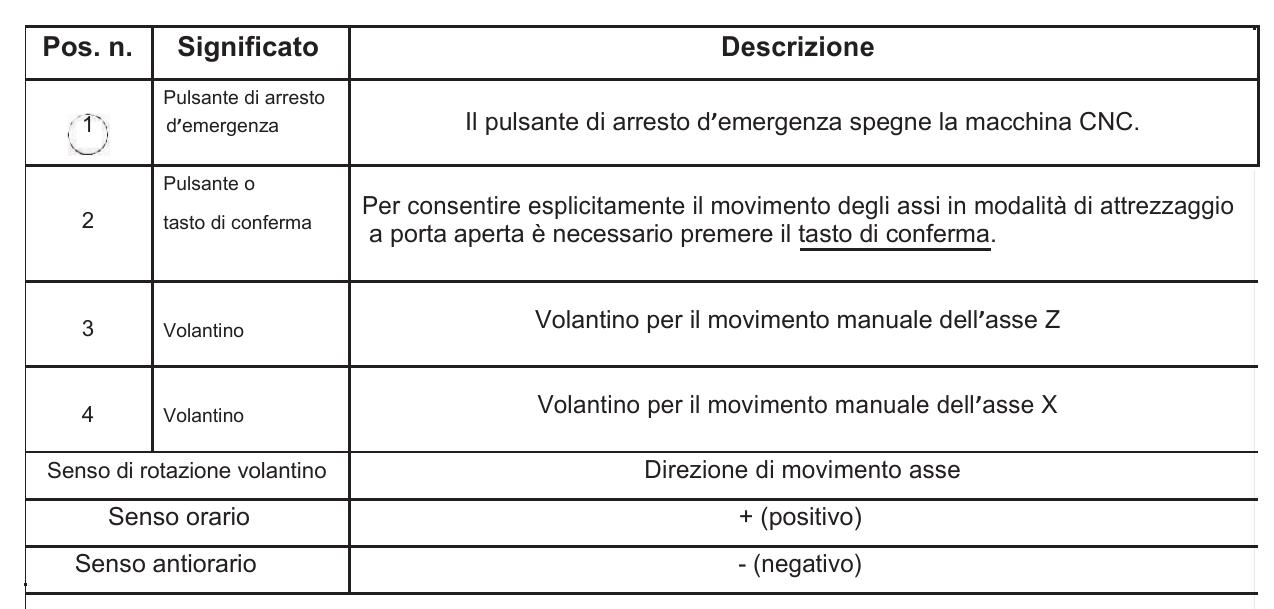 Pos. n. Significato Descrizione
1 Pulsante di arresto
d’emergenza Il pulsante di arresto d’emergenza spegne la macchina CNC.
2 Pulsante o
tasto di conferma
Per consentire esplicitamente il movimento degli assi in modalità di attrezzaggio
a porta aperta è necessario premere il tasto di conferma.
3 Volantino Volantino per il movimento manuale dell’asse Z
4 Volantino Volantino per il movimento manuale dell’asse X
Senso di rotazione volantino Direzione di movimento asse
Senso orario + (positivo)
Senso antiorario - (negativo)